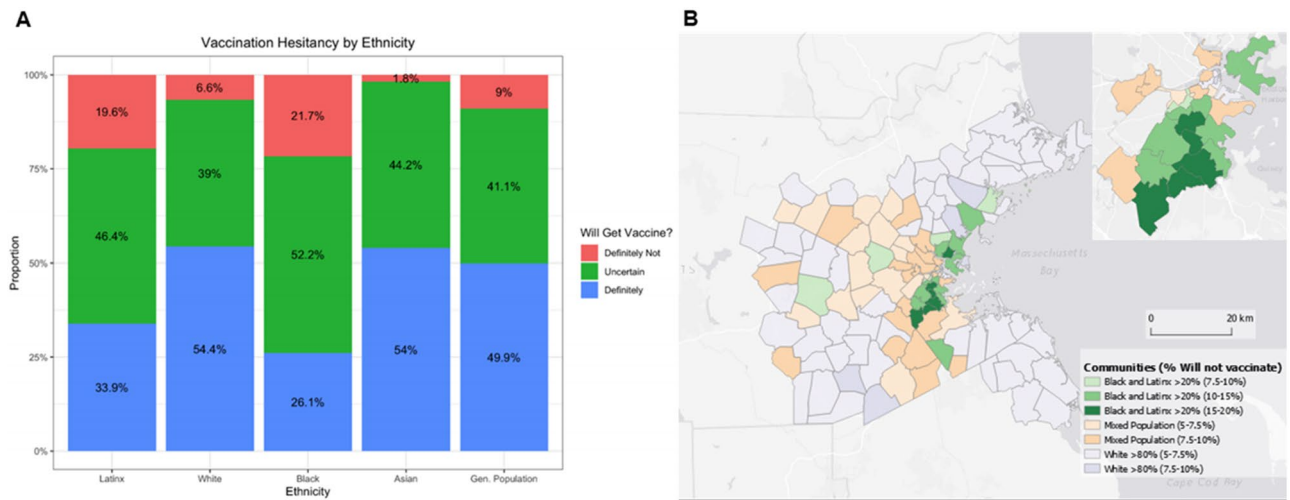 A
Vaccination Hesitancy by Ethnicity
100%
75%
50%
25%
0%
Proportion
19.6%
46.4%
33.9%
6.6%
39%
54.4%
21.7%
52.2%
26.1%
1.8%
44.2%
54%
9%
41.1%
49.9%
Latinx
White
Black
Asian
Gen. Population
Ethnicity
Will Get Vaccine?
Definitely Not
Uncertain
Definitely
B
Massachusetts
Bay
0
20 km
Communities (% Will not vaccinate)
Black and Latinx >20% (7.5-10%)
Black and Latinx >20% (10-15%)
Black and Latinx >20% (15-20%)
Mixed Population (5-7.5%)
Mixed Population (7.5-10%)
White >80% (5-7.5%)
White >80% (7.5-10%)
Cape Cod Bay